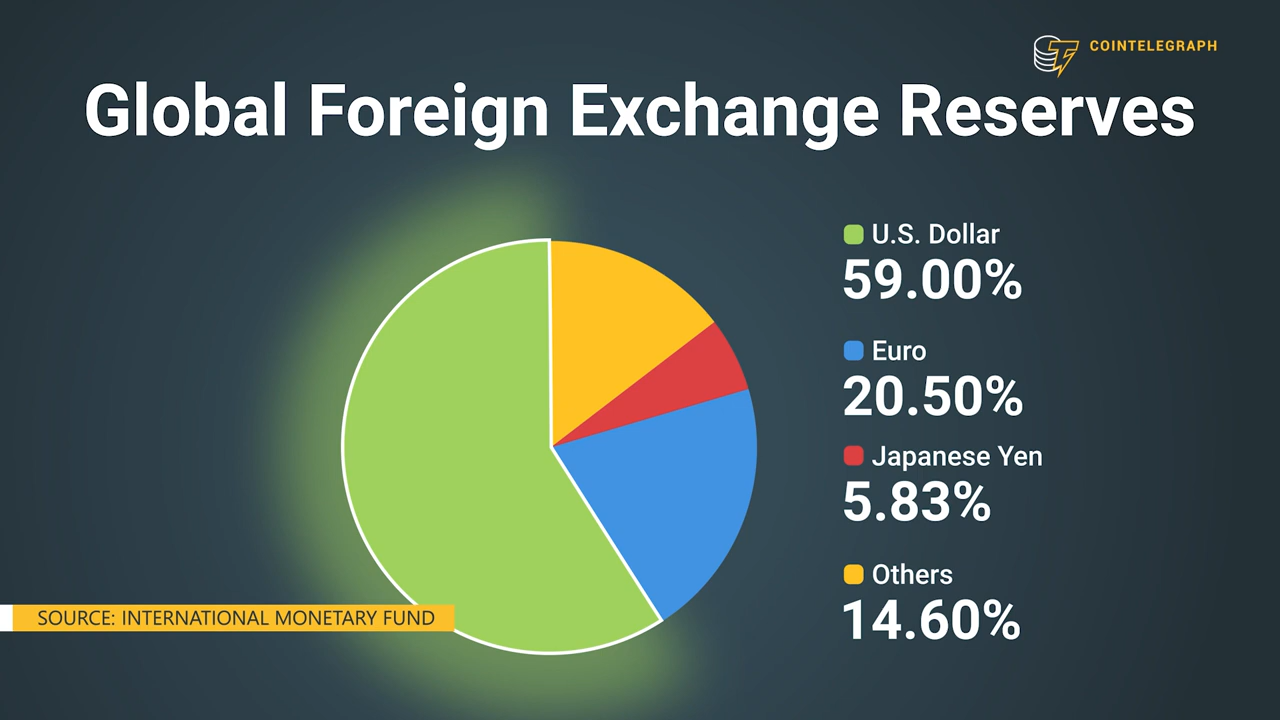 COINTELEGRAPH
Global Foreign Exchange Reserves
U.S. Dollar
59.00%
Euro
20.50%
Japanese Yen
5.83%
Others
14.60%
SOURCE: INTERNATIONAL MONETARY FUND